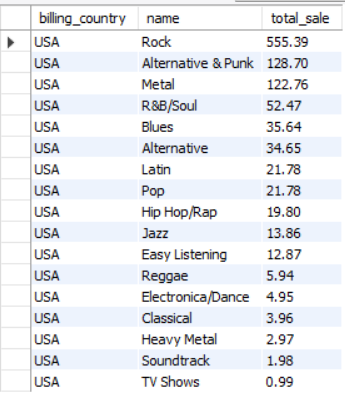 billing_country name total_sale
USA Rock 555.39
USA Alternative & Punk 128.70
USA Metal 122.76
USA R&B/Soul 52.47
USA Blues 35.64
USA Alternative 34.65
USA Latin 21.78
USA Pop 21.78
USA Hip Hop/Rap 19.80
USA Jazz 13.86
USA Easy Listening 12.87
USA Reggae 5.94
USA Electronica/Dance 4.95
USA Classical 3.96
USA Heavy Metal 2.97
USA Soundtrack 1.98
USA TV Shows 0.99